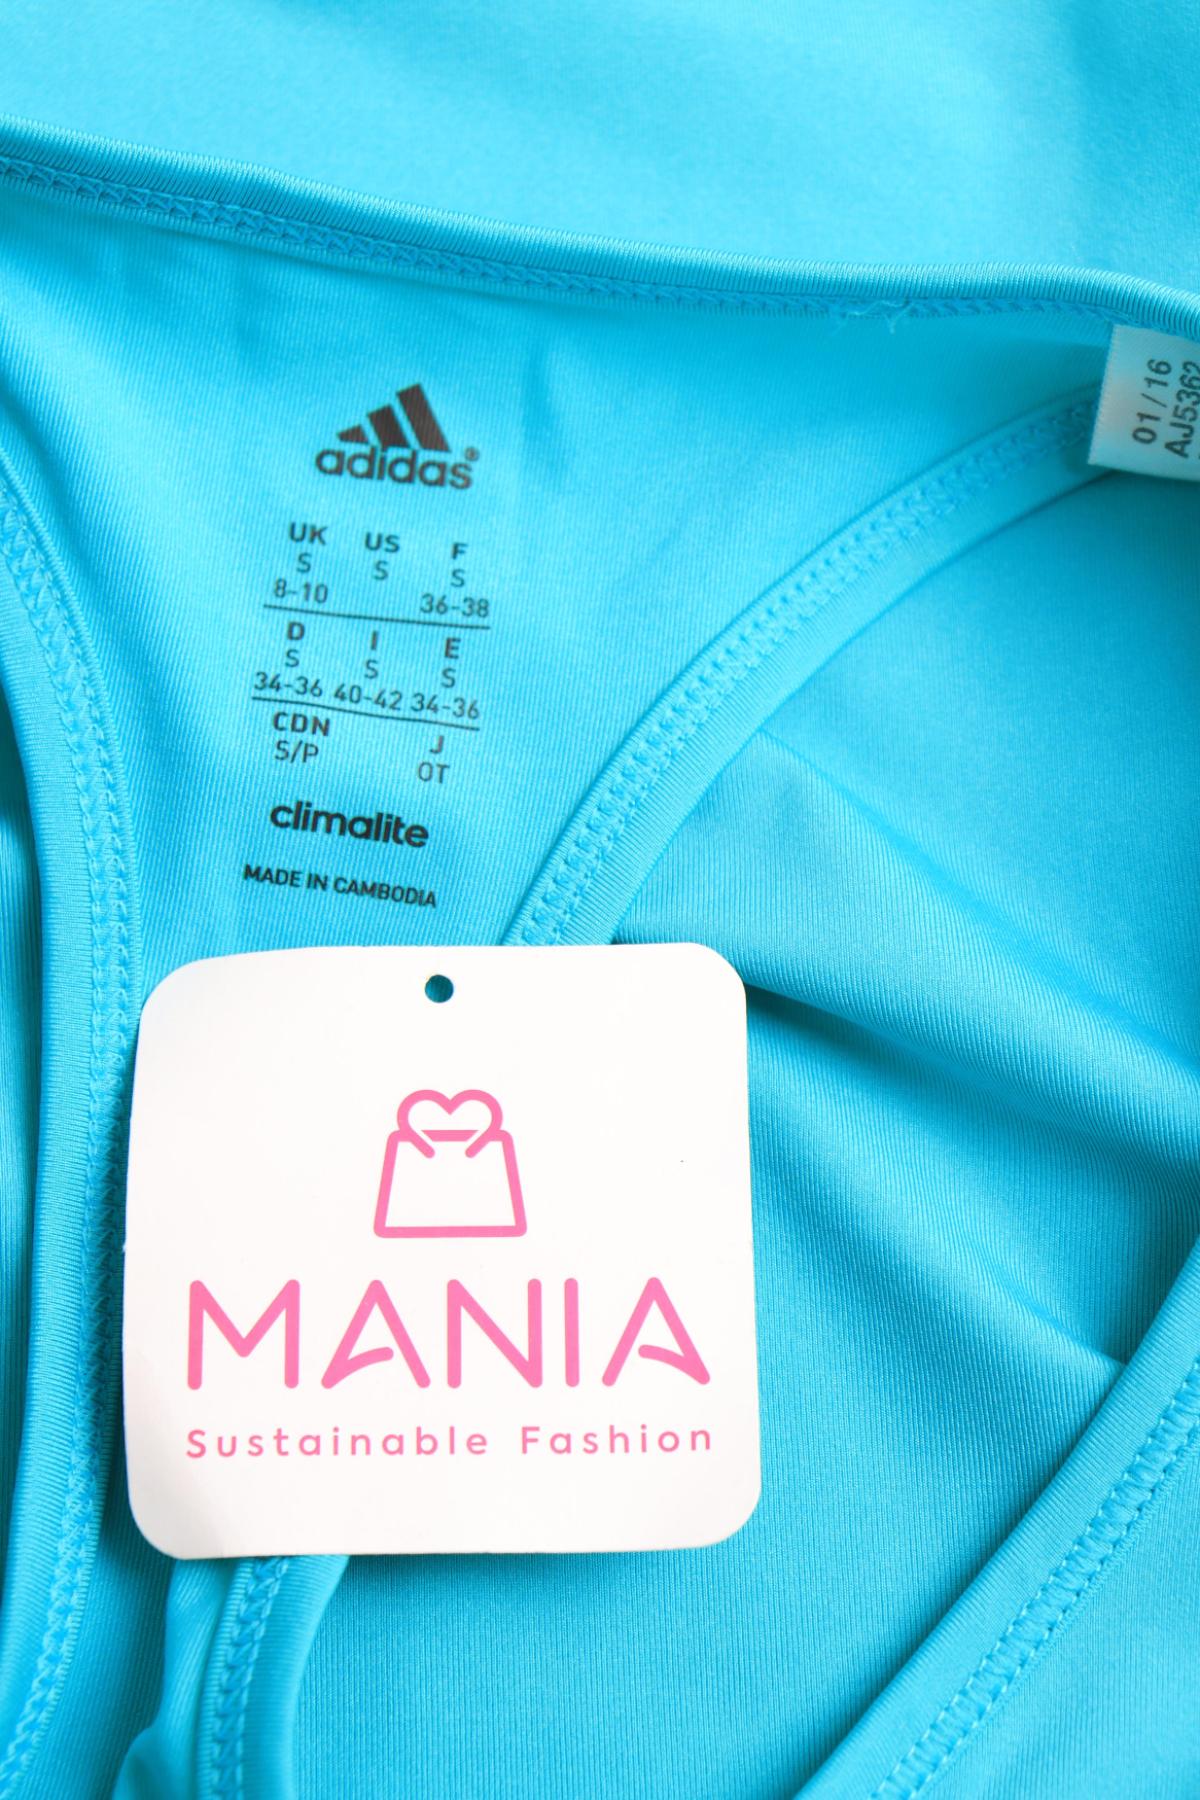 adidas®
UK US F
S S S
8-10 36-38
D I E
S S S
34-36 40-42 34-36
CDN J
S/P OT
climalite
MADE IN CAMBODIA
01/16
AJ5362
MANIA
Sustainable Fashion